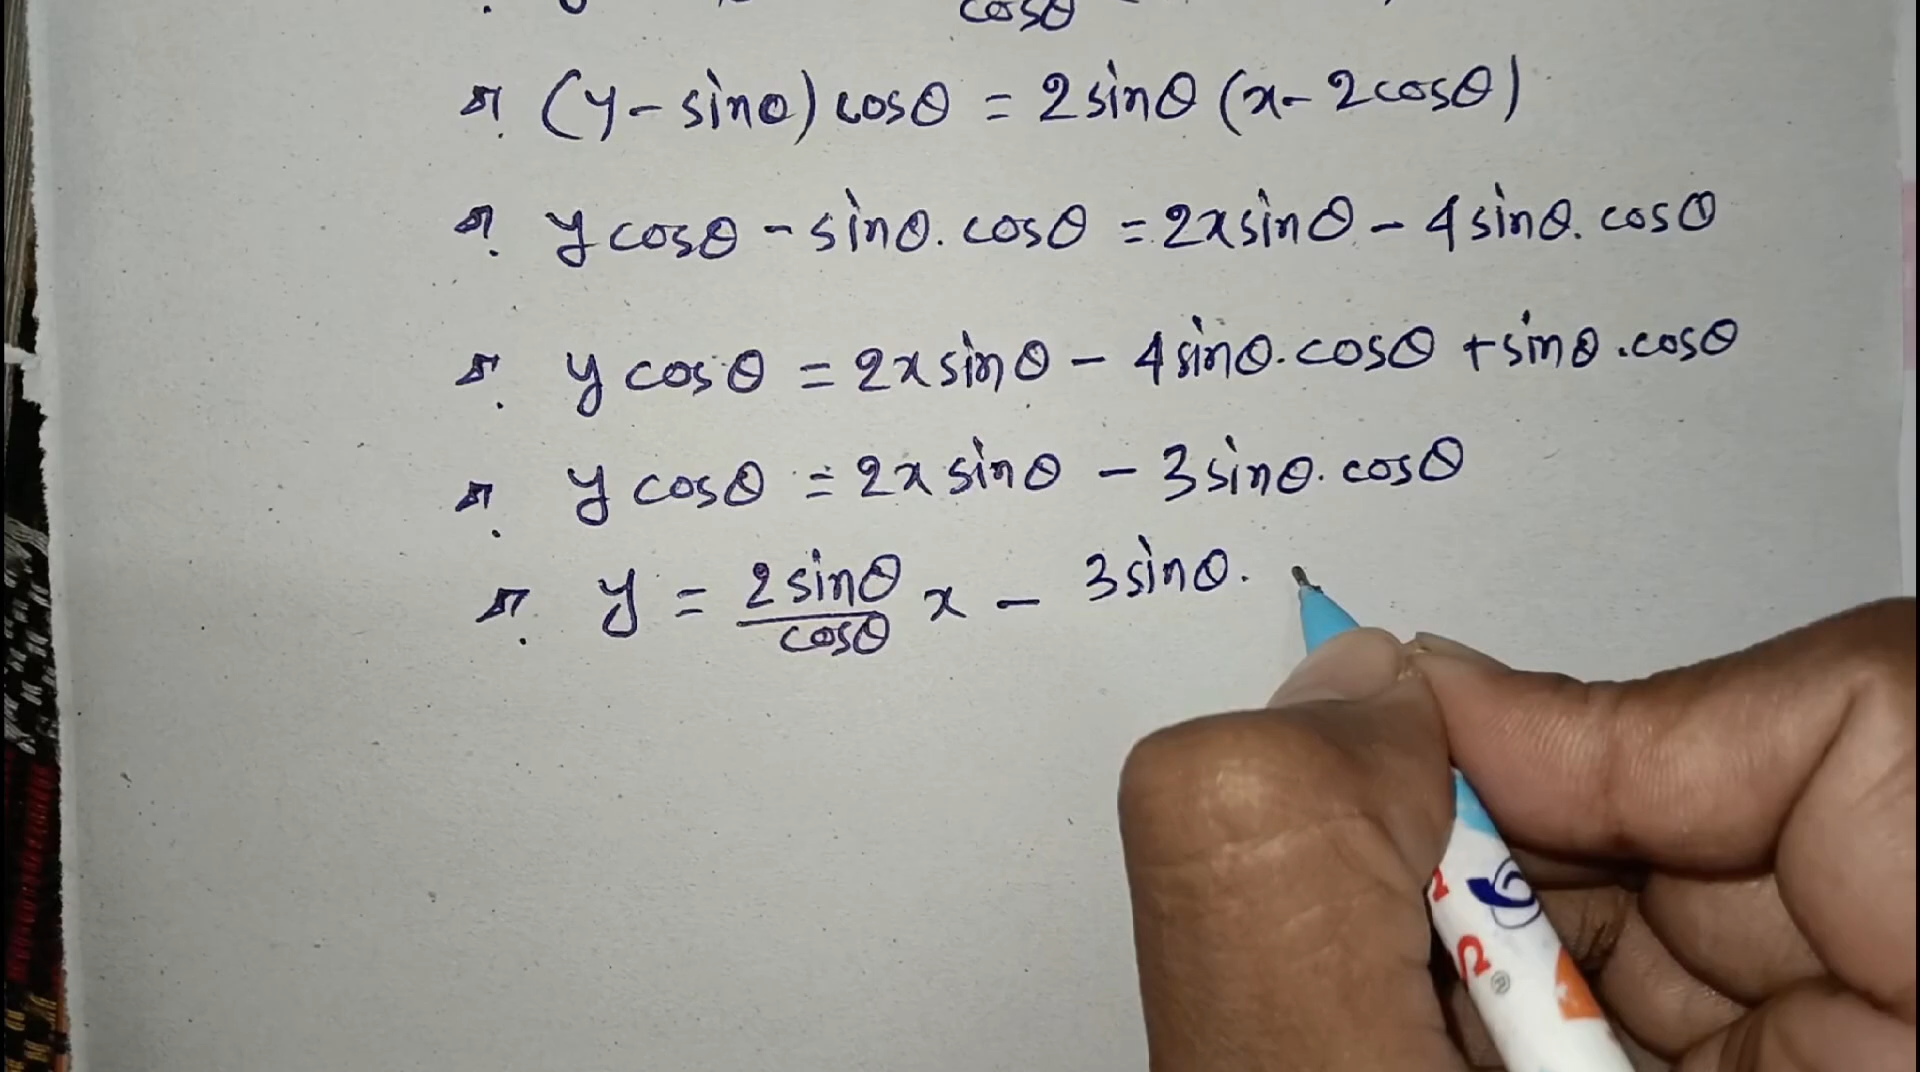 cosθ
বা, (y - sinθ) cosθ = 2 sinθ (x - 2cosθ)
বা, y cosθ - sinθ. cosθ = 2x sinθ - 4 sinθ. cosθ
বা, y cosθ = 2x sinθ - 4 sinθ. cosθ + sinθ . cosθ
বা, y cosθ = 2x sinθ - 3 sinθ. cosθ
বা, y = 2 sinθ/cosθ x - 3 sinθ.